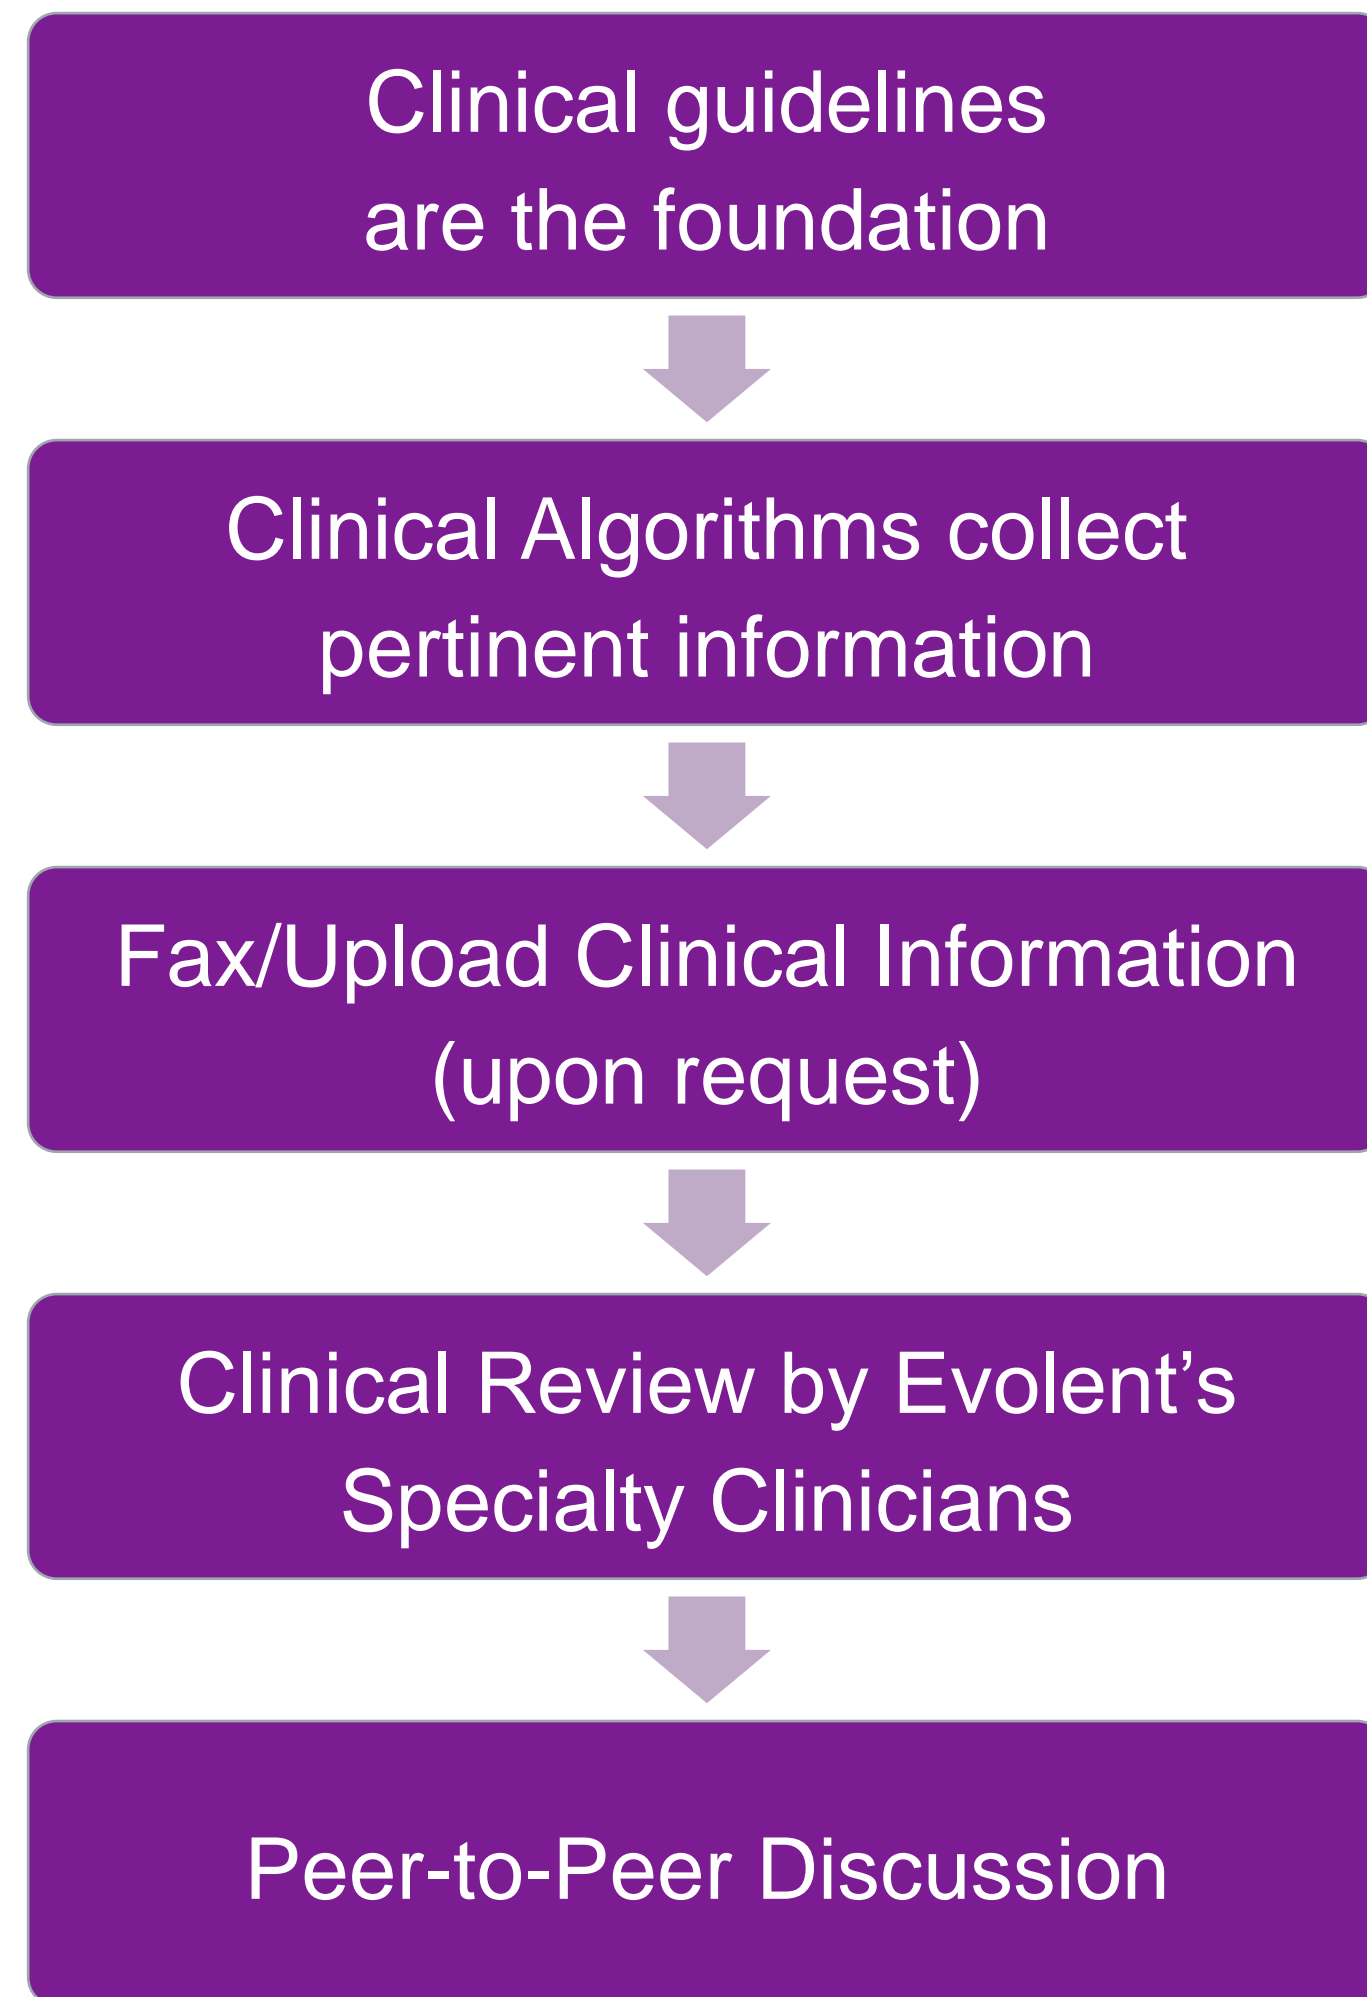 Clinical guidelines
are the foundation
Clinical Algorithms collect
pertinent information
Fax/Upload Clinical Information
(upon request)
Clinical Review by Evolent’s
Specialty Clinicians
Peer-to-Peer Discussion